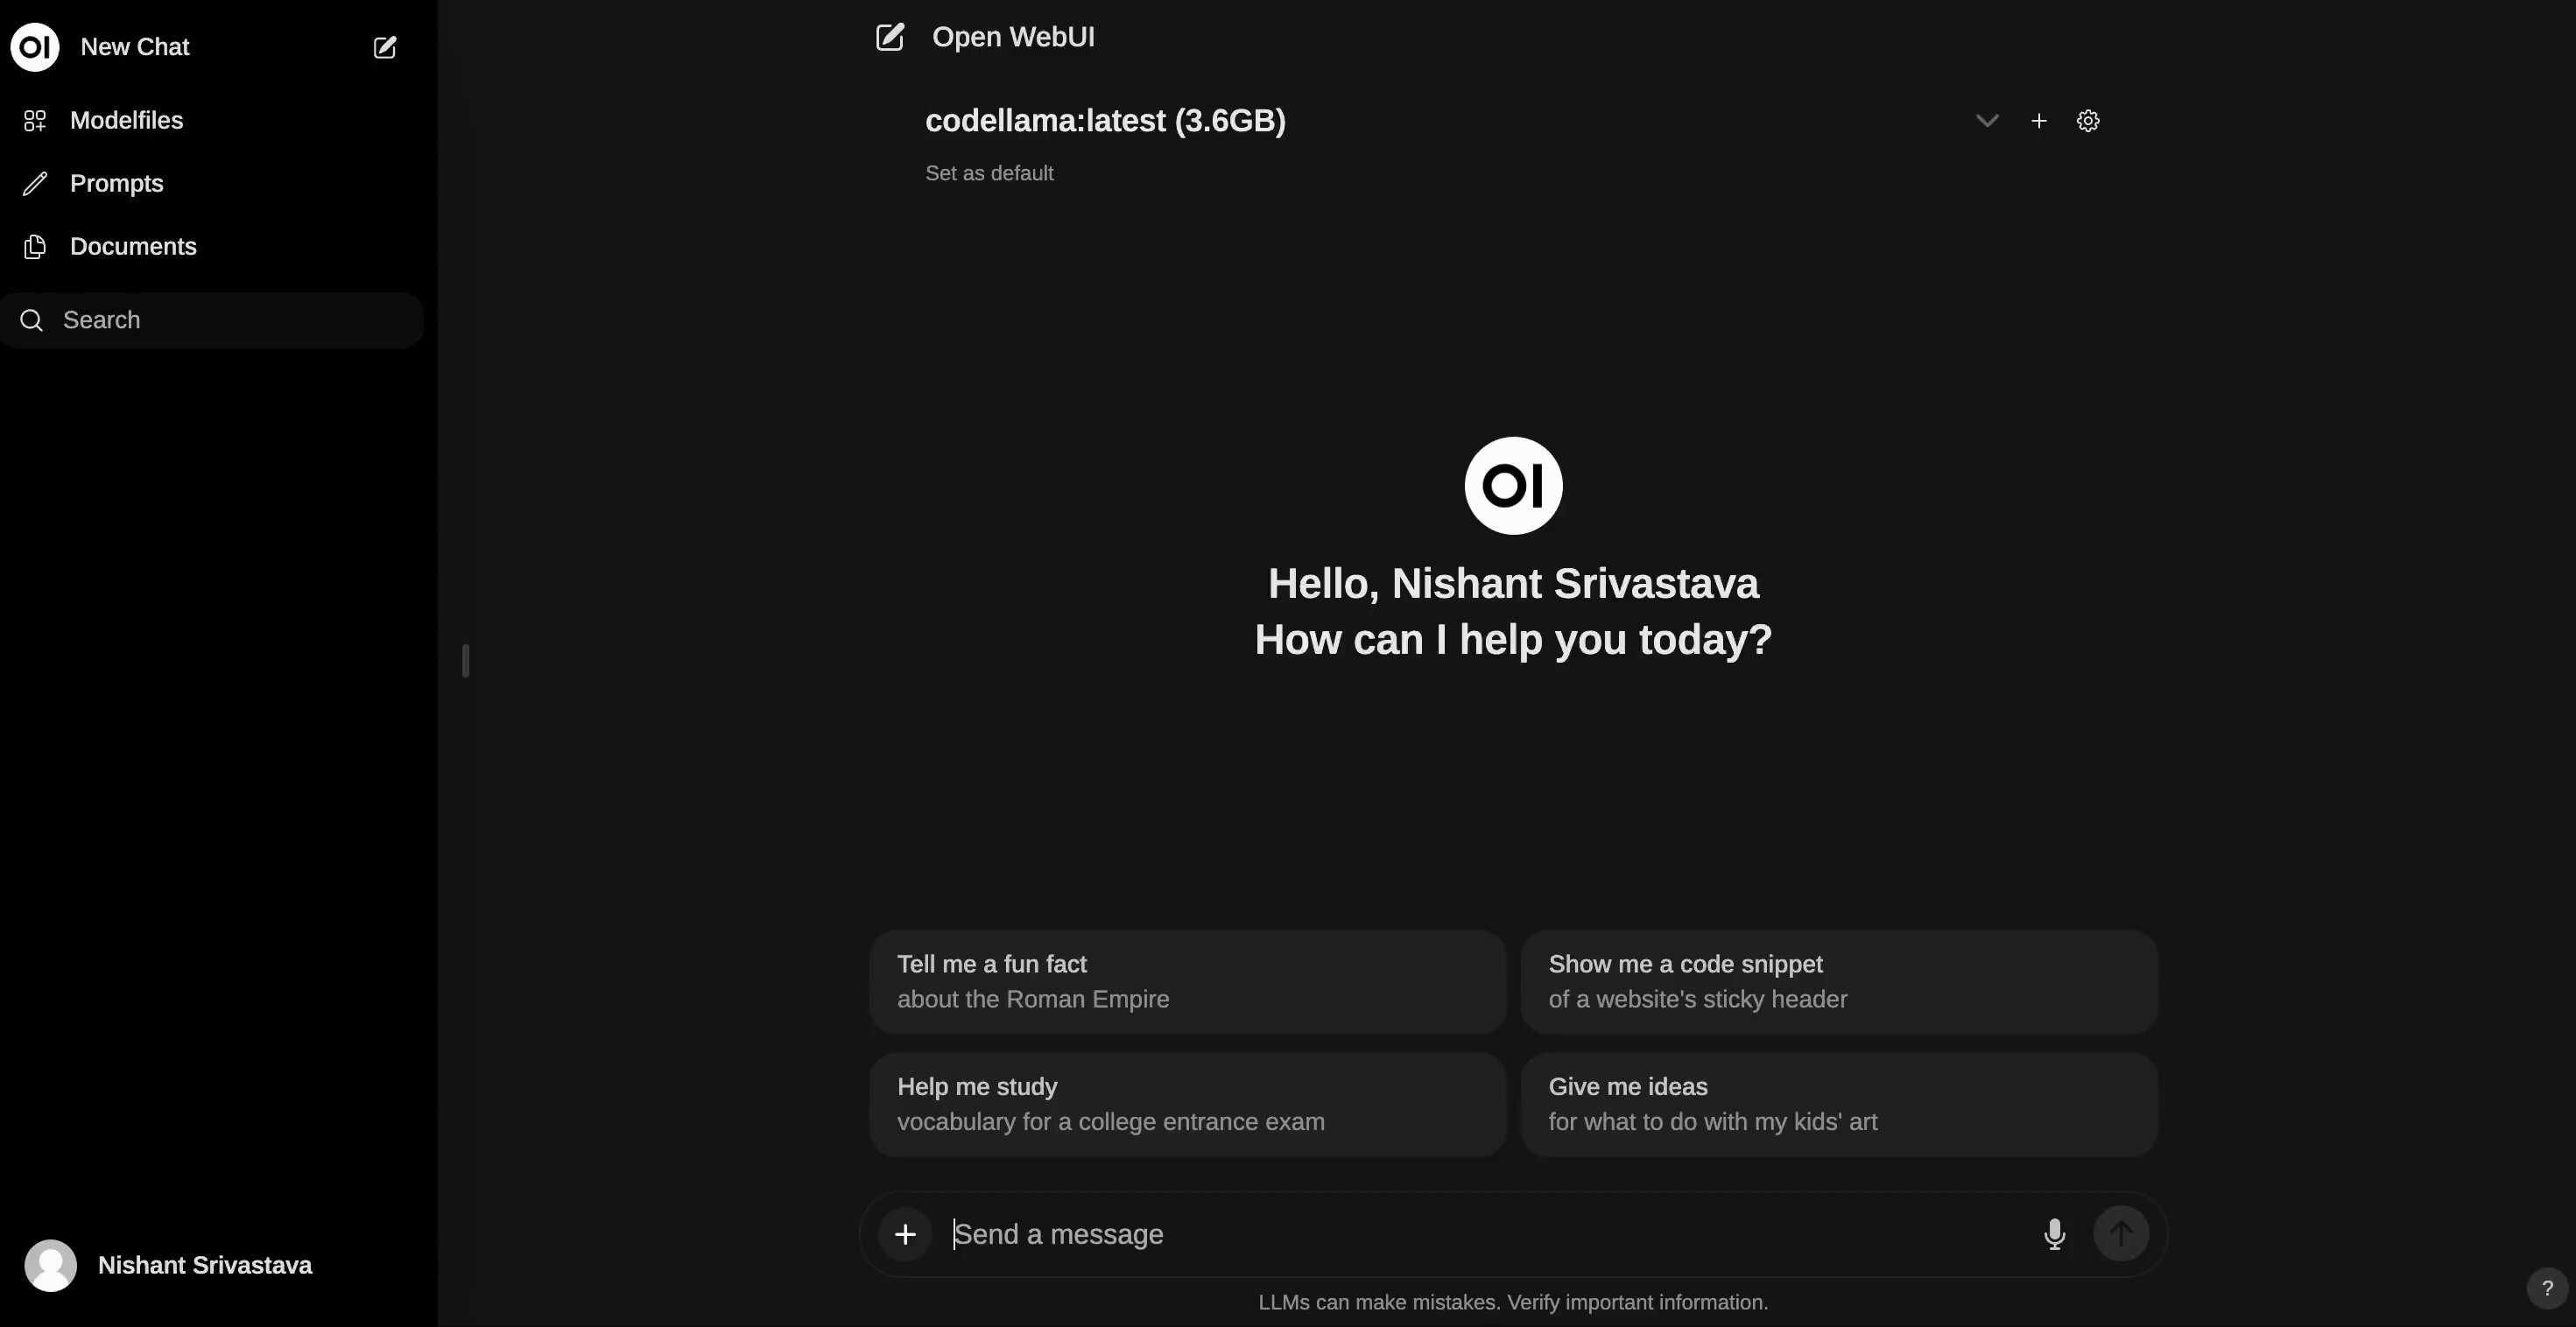 OI New Chat
Modelfiles
Prompts
Documents
Search
Nishant Srivastava
Open WebUI
codellama:latest (3.6GB)
Set as default
OI
Hello, Nishant Srivastava
How can I help you today?
Tell me a fun fact
about the Roman Empire
Show me a code snippet
of a website's sticky header
Help me study
vocabulary for a college entrance exam
Give me ideas
for what to do with my kids' art
Send a message
LLMs can make mistakes. Verify important information.
?